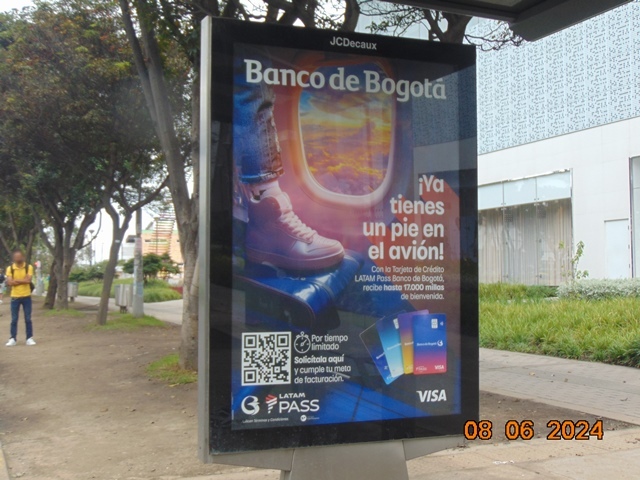 JCDecaux
Banco de Bogotá
¡Ya
tienes
un pie en
el avión!
Con la Tarjeta de Crédito
LATAM Pass Banco de Bogotá,
recibe hasta 17.000 millas
de bienvenida.
Por tiempo
limitado
Solicítala aquí
y cumple tu meta
de facturación.
LATAM
PASS
VISA
08 06 2024